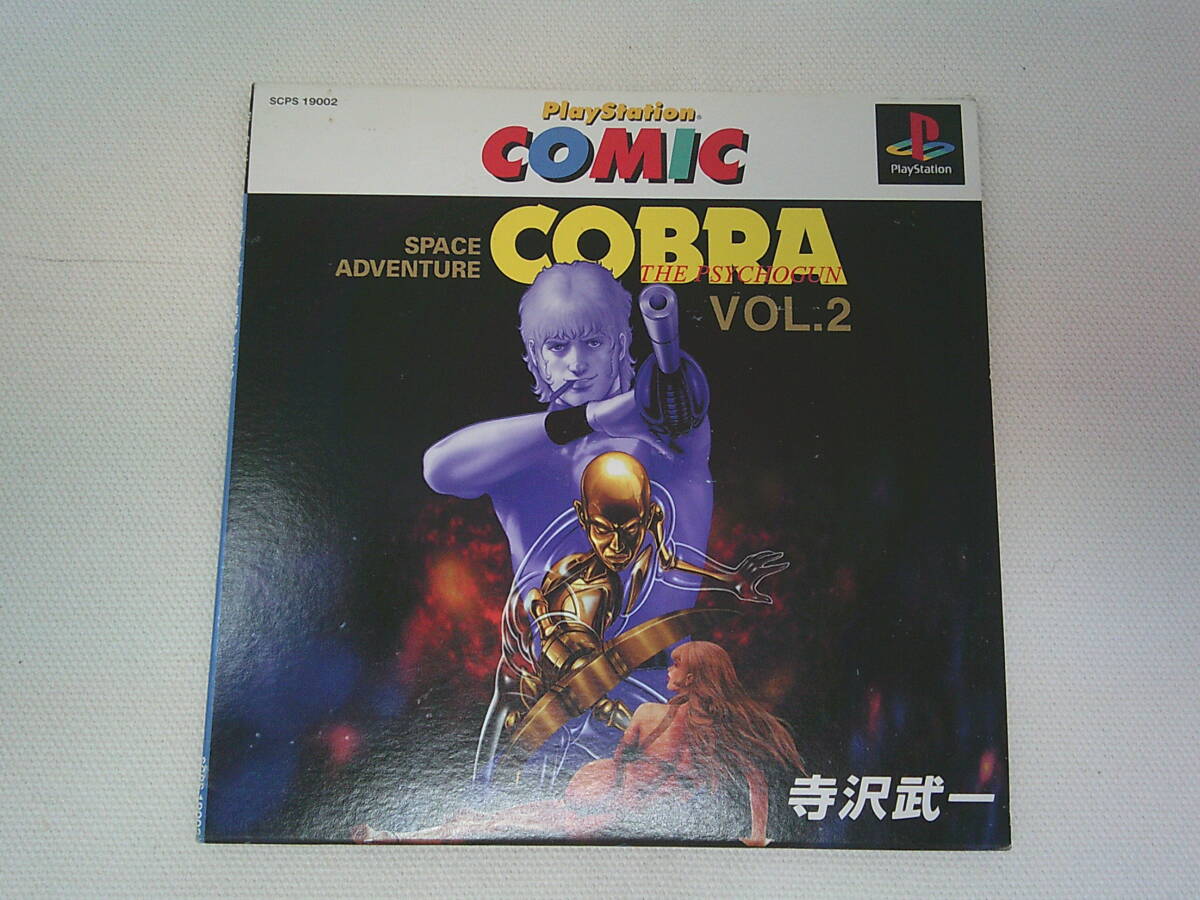 SCPS 19002
PlayStation®
COMIC
PlayStation
SPACE ADVENTURE
COBRA
THE PSYCHOGUN
VOL.2
寺沢武一